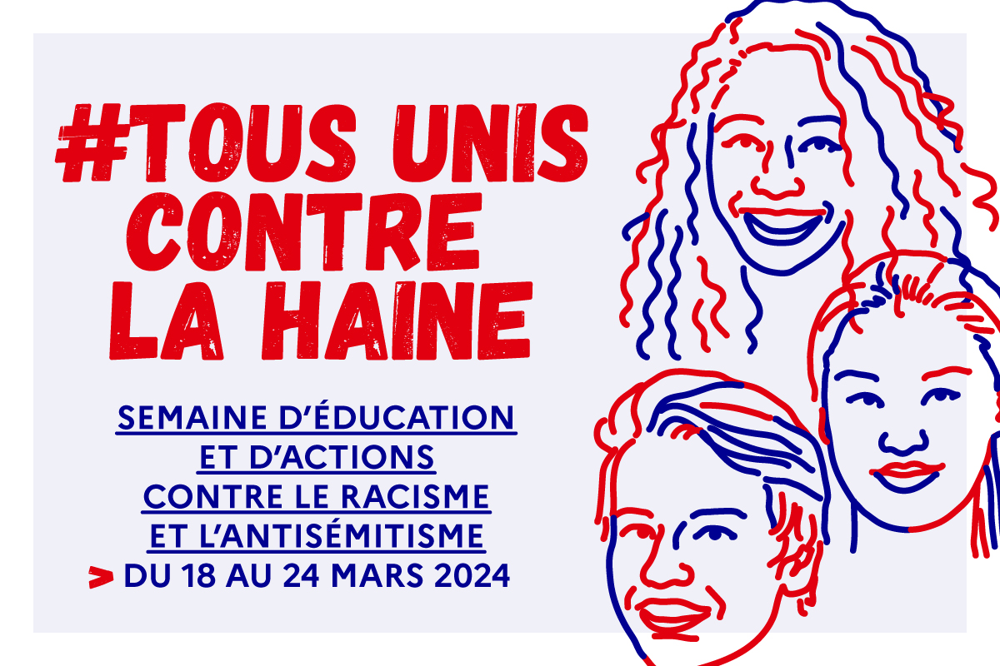 #TOUS UNIS
CONTRE
LA HAINE
SEMAINE D’ÉDUCATION
ET D’ACTIONS
CONTRE LE RACISME
ET L’ANTISÉMITISME
> DU 18 AU 24 MARS 2024